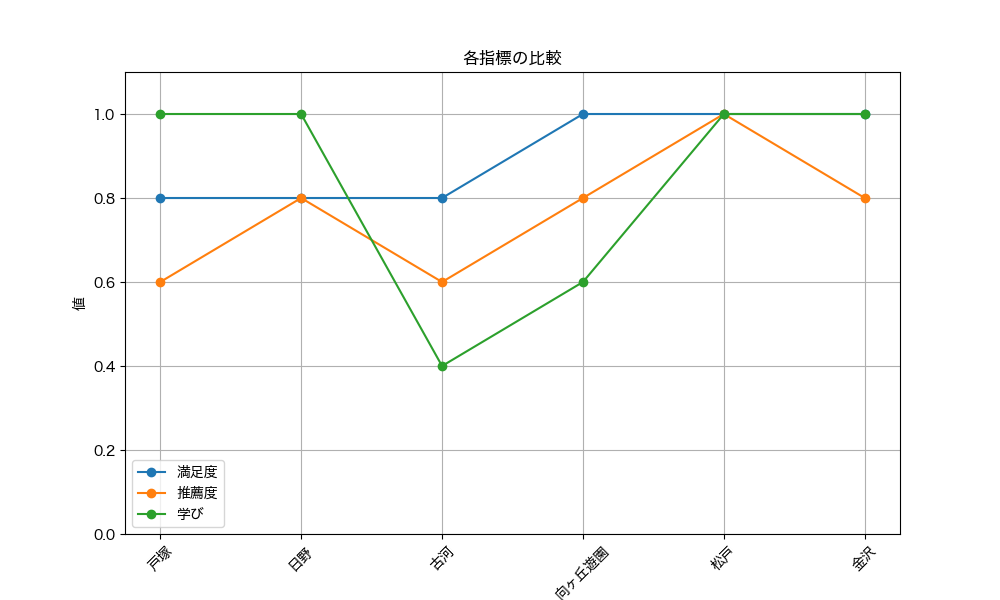 各指標の比較
値
1.0
0.8
0.6
0.4
0.2
0.0
満足度
推薦度
学び
戸塚
日野
古河
向ヶ丘遊園
松戸
金沢